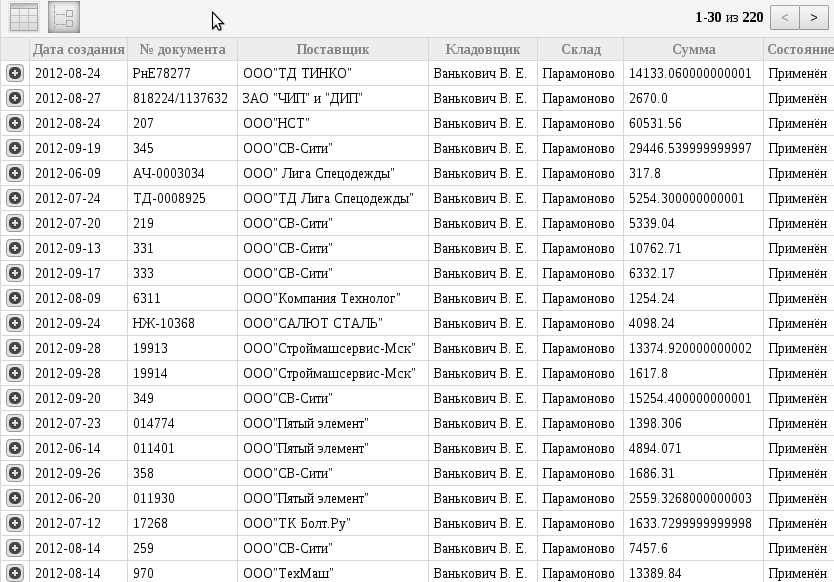 1-30 из 220 < >
Дата создания № документа Поставщик Кладовщик Склад Сумма Состояние
2012-08-24 РнЕ78277 ООО"ТД ТИНКО" Ванькович В. Е. Парамоново 14133.060000000001 Применён
2012-08-27 818224/1137632 ЗАО "ЧИП" и "ДИП" Ванькович В. Е. Парамоново 2670.0 Применён
2012-08-24 207 ООО"НСТ" Ванькович В. Е. Парамоново 60531.56 Применён
2012-09-19 345 ООО"СВ-Сити" Ванькович В. Е. Парамоново 29446.539999999997 Применён
2012-06-09 АЧ-0003034 ООО" Лига Спецодежды" Ванькович В. Е. Парамоново 317.8 Применён
2012-07-24 ТД-0008925 ООО"ТД Лига Спецодежды" Ванькович В. Е. Парамоново 5254.300000000001 Применён
2012-07-20 219 ООО"СВ-Сити" Ванькович В. Е. Парамоново 5339.04 Применён
2012-09-13 331 ООО"СВ-Сити" Ванькович В. Е. Парамоново 10762.71 Применён
2012-09-17 333 ООО"СВ-Сити" Ванькович В. Е. Парамоново 6332.17 Применён
2012-08-09 6311 ООО"Компания Технолог" Ванькович В. Е. Парамоново 1254.24 Применён
2012-09-24 НЖ-10368 ООО"САЛЮТ СТАЛЬ" Ванькович В. Е. Парамоново 4098.24 Применён
2012-09-28 19913 ООО"Строймашсервис-Мск" Ванькович В. Е. Парамоново 13374.920000000002 Применён
2012-09-28 19914 ООО"Строймашсервис-Мск" Ванькович В. Е. Парамоново 1617.8 Применён
2012-09-20 349 ООО"СВ-Сити" Ванькович В. Е. Парамоново 15254.400000000001 Применён
2012-07-23 014774 ООО"Пятый элемент" Ванькович В. Е. Парамоново 1398.306 Применён
2012-06-14 011401 ООО"Пятый элемент" Ванькович В. Е. Парамоново 4894.071 Применён
2012-09-26 358 ООО"СВ-Сити" Ванькович В. Е. Парамоново 1686.31 Применён
2012-06-20 011930 ООО"Пятый элемент" Ванькович В. Е. Парамоново 2559.3268000000003 Применён
2012-07-12 17268 ООО"ТК Болт.Ру" Ванькович В. Е. Парамоново 1633.7299999999998 Применён
2012-08-14 259 ООО"СВ-Сити" Ванькович В. Е. Парамоново 7457.6 Применён
2012-08-14 970 ООО"ТехМаш" Ванькович В. Е. Парамоново 13389.84 Применён